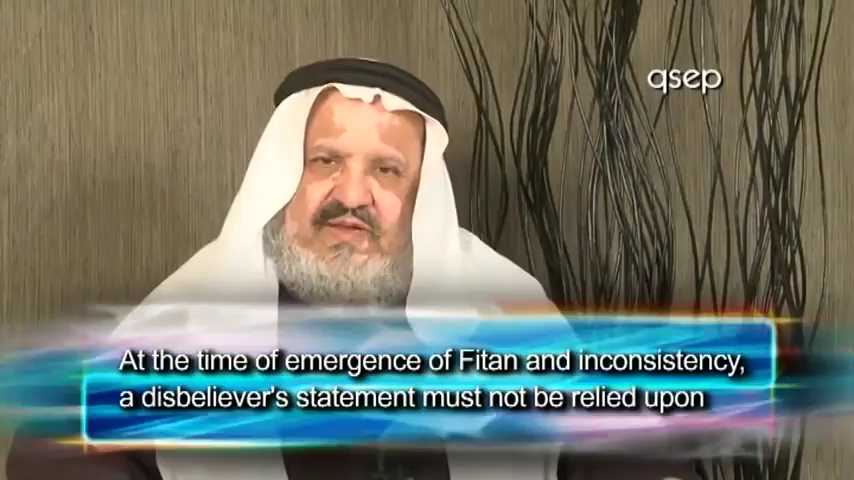 qsep
At the time of emergence of Fitan and inconsistency,
a disbeliever's statement must not be relied upon